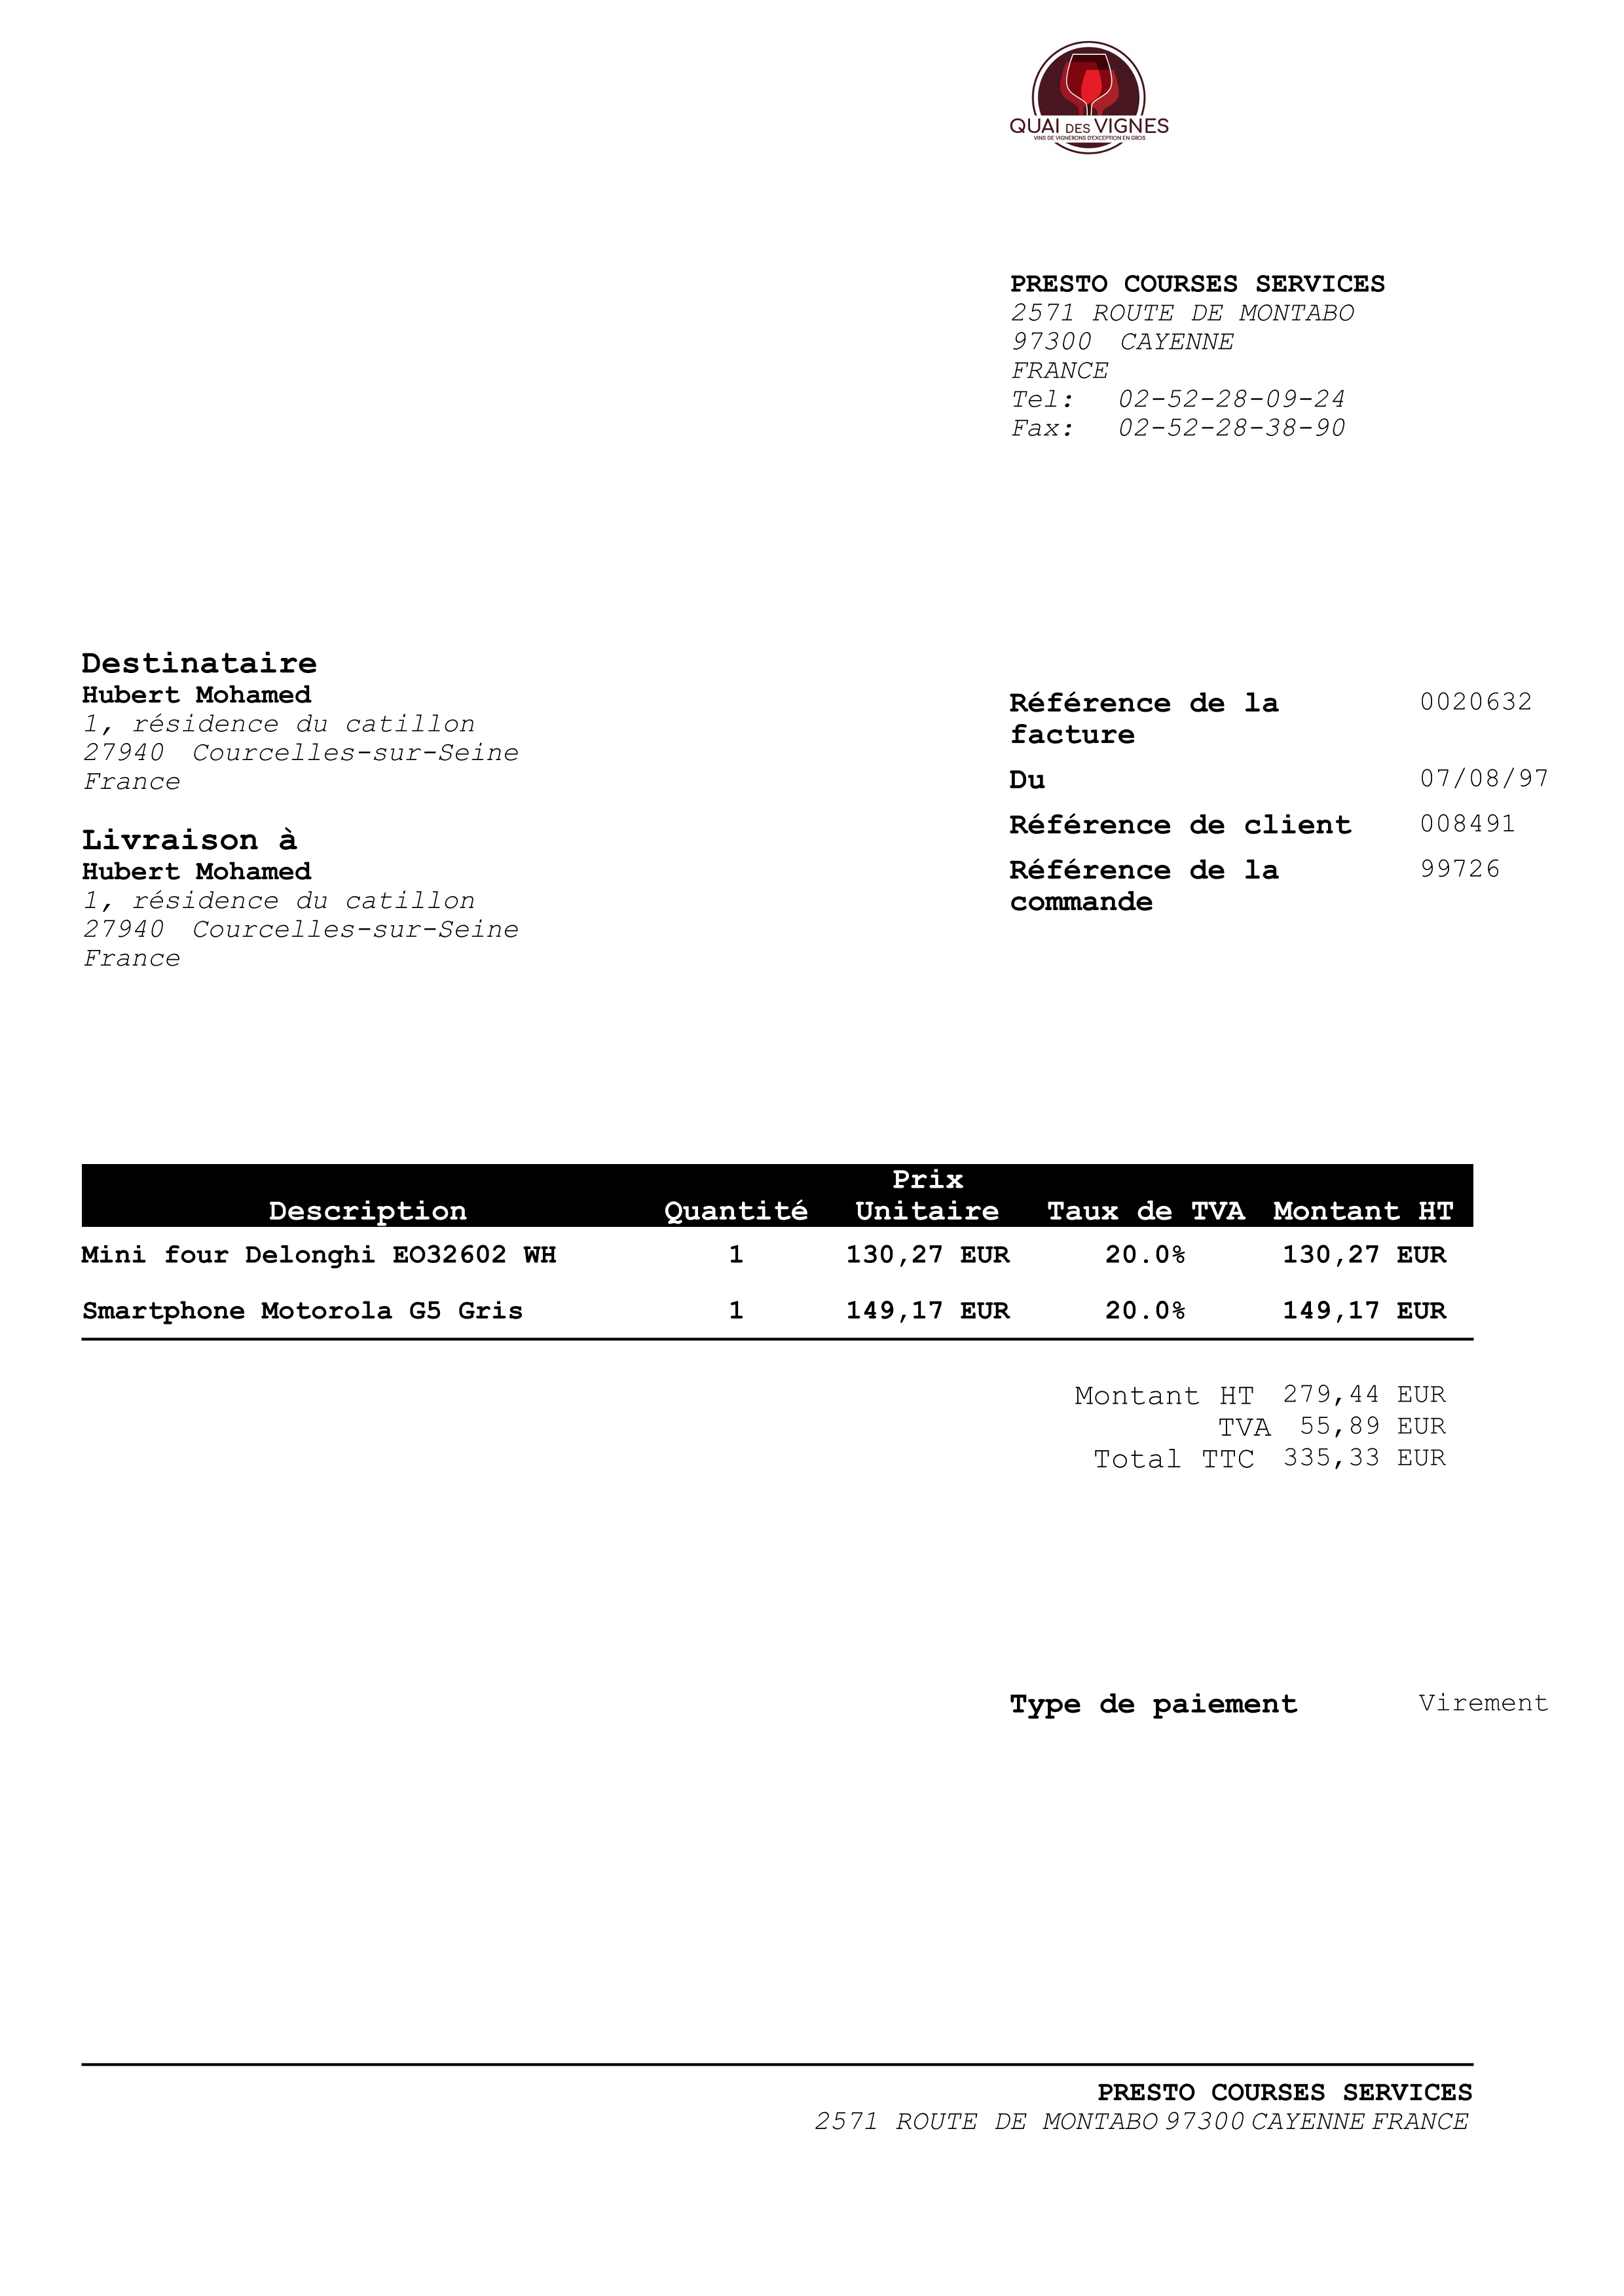 QUAI DES VIGNES
VINS DE VIGNERONS D'EXCEPTION EN GROS
PRESTO COURSES SERVICES
2571 ROUTE DE MONTABO
97300 CAYENNE
FRANCE
Tel: 02-52-28-09-24
Fax: 02-52-28-38-90
Destinataire
Hubert Mohamed
1, résidence du catillon
27940 Courcelles-sur-Seine
France
Livraison à
Hubert Mohamed
1, résidence du catillon
27940 Courcelles-sur-Seine
France
Référence de la 0020632
facture
Du 07/08/97
Référence de client 008491
Référence de la 99726
commande
Prix
Description Quantité Unitaire Taux de TVA Montant HT
Mini four Delonghi EO32602 WH 1 130,27 EUR 20.0% 130,27 EUR
Smartphone Motorola G5 Gris 1 149,17 EUR 20.0% 149,17 EUR
Montant HT 279,44 EUR
TVA 55,89 EUR
Total TTC 335,33 EUR
Type de paiement Virement
PRESTO COURSES SERVICES
2571 ROUTE DE MONTABO 97300 CAYENNE FRANCE